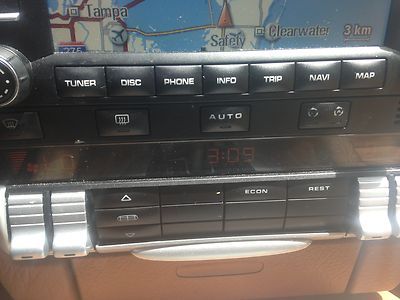 Tampa
Clearwater
Safety
275
3 km
TUNER DISC PHONE INFO TRIP NAVI MAP
AUTO
3:09
ECON REST